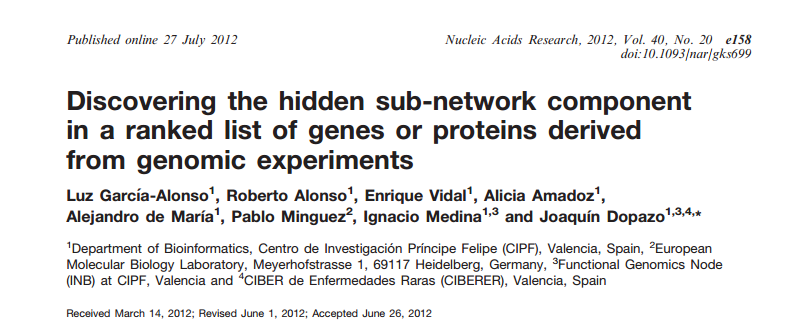 Published online 27 July 2012
Nucleic Acids Research, 2012, Vol. 40, No. 20 e158
doi:10.1093/nar/gks699
Discovering the hidden sub-network component
in a ranked list of genes or proteins derived
from genomic experiments
Luz García-Alonso1, Roberto Alonso1, Enrique Vidal1, Alicia Amadoz1,
Alejandro de María1, Pablo Minguez2, Ignacio Medina1,3 and Joaquín Dopazo1,3,4,*
1Department of Bioinformatics, Centro de Investigación Príncipe Felipe (CIPF), Valencia, Spain, 2European
Molecular Biology Laboratory, Meyerhofstrasse 1, 69117 Heidelberg, Germany, 3Functional Genomics Node
(INB) at CIPF, Valencia and 4CIBER de Enfermedades Raras (CIBERER), Valencia, Spain
Received March 14, 2012; Revised June 1, 2012; Accepted June 26, 2012